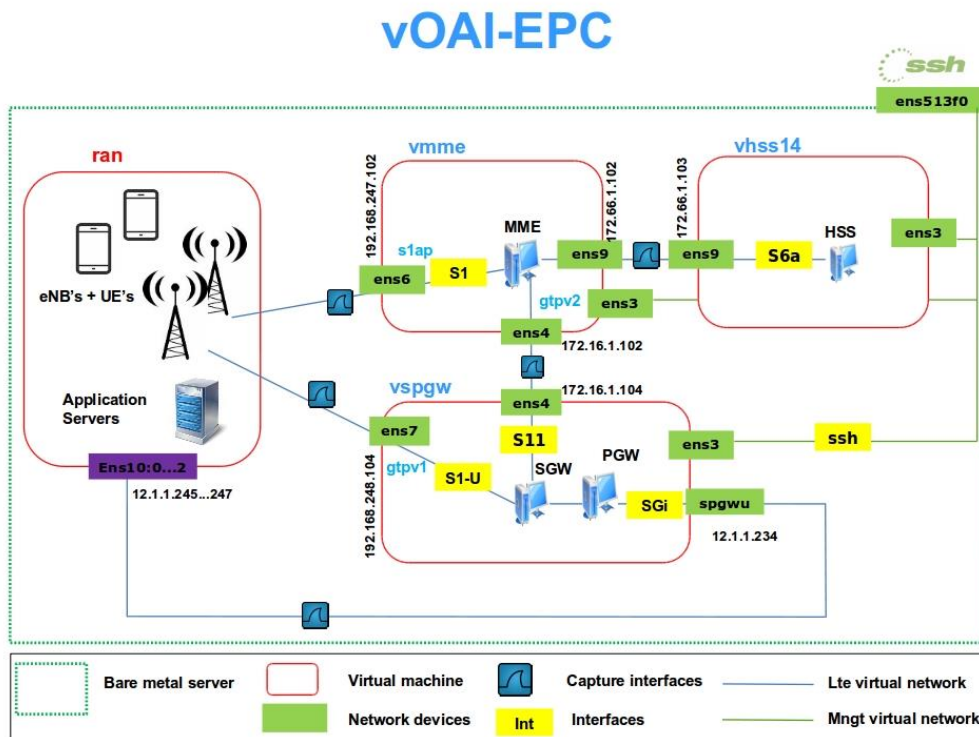 vOAI-EPC
ssh
ens513f0
ran
eNB's + UE's
Application
Servers
Ens10:0...2
12.1.1.245...247
vmme
192.168.247.102
s1ap
ens6
S1
MME
172.66.1.102
ens9
gtpv2
ens3
ens4
172.16.1.102
vhss14
172.66.1.103
ens9
S6a
HSS
ens3
vspgw
172.16.1.104
ens4
ens7
gtpv1
192.168.248.104
S1-U
S11
SGW
PGW
SGi
ens3
ssh
spgwu
12.1.1.234
Bare metal server
Virtual machine
Capture interfaces
Lte virtual network
Network devices
Int
Interfaces
Mngt virtual network